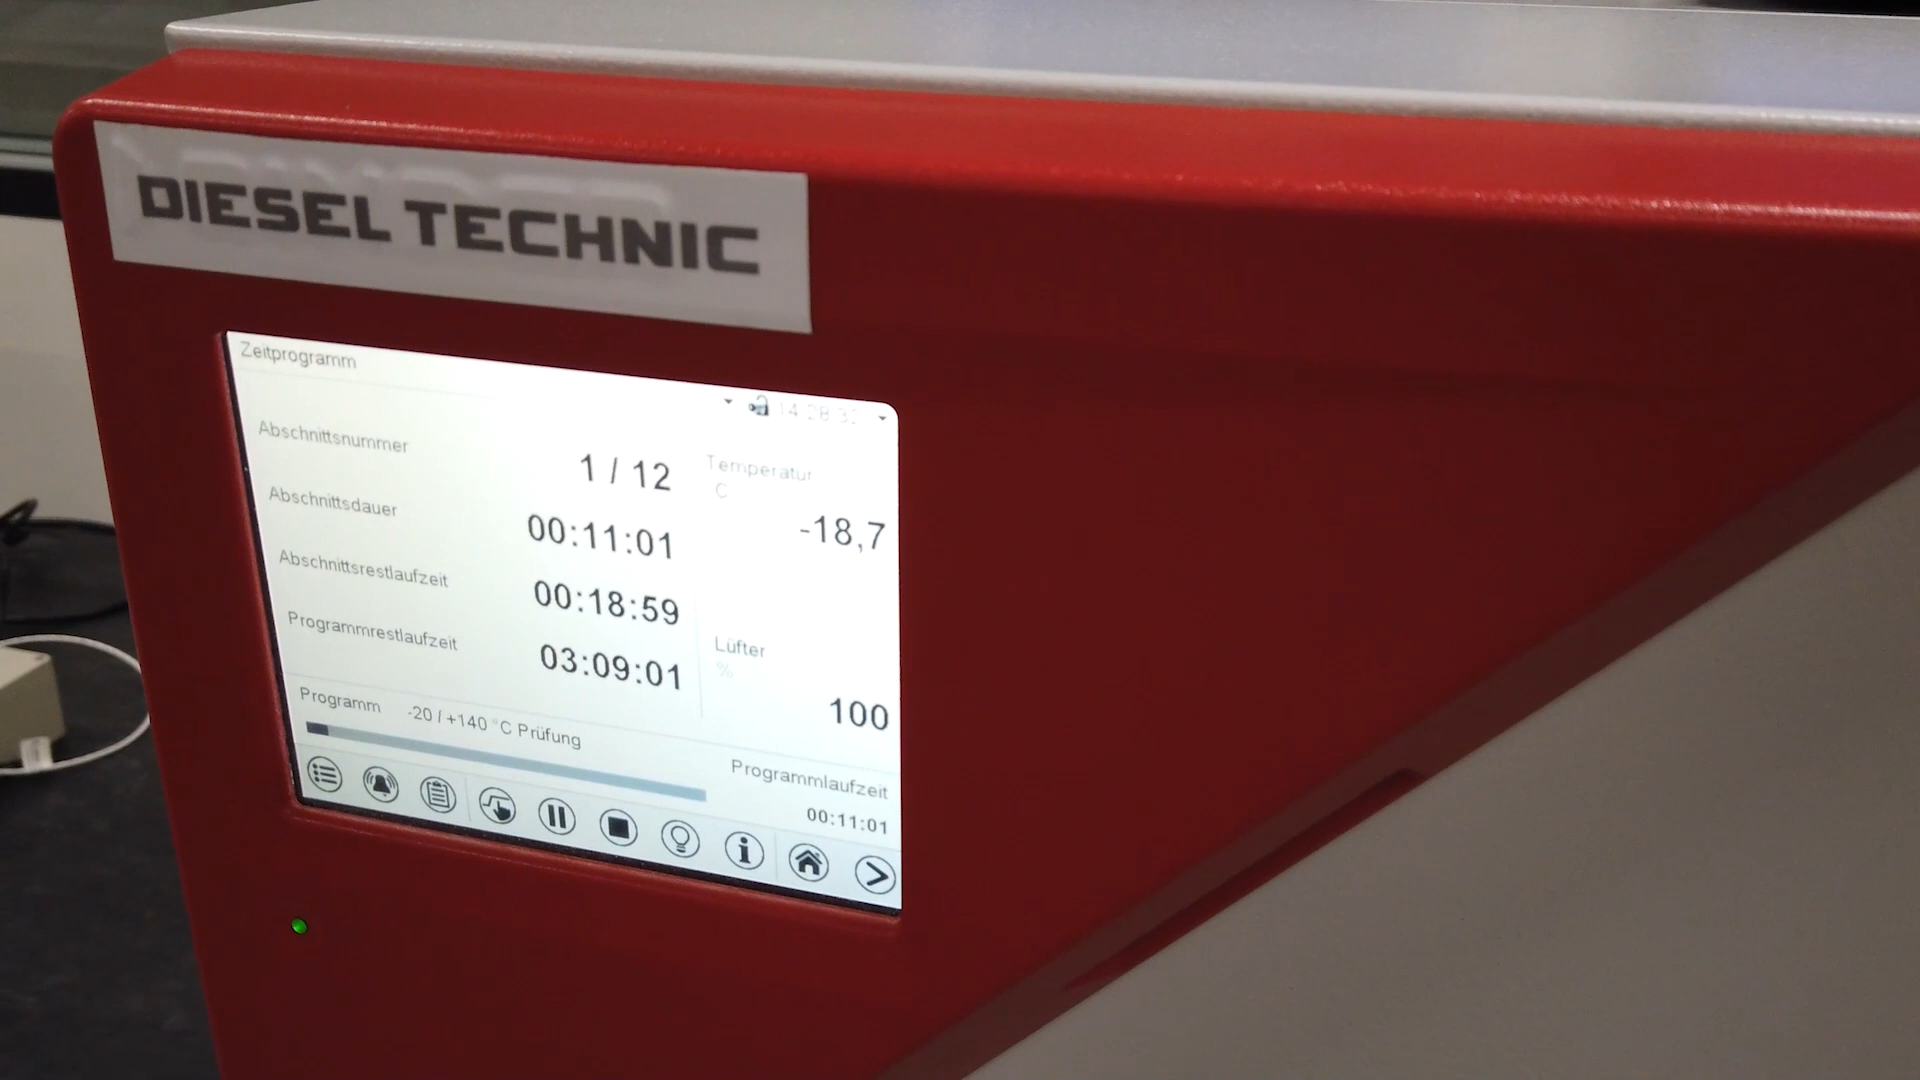 DIESEL TECHNIC
Zeitprogramm
Abschnittsnummer
1 / 12
Temperatur
C
-18,7
Abschnittsdauer
00:11:01
Abschnittsrestlaufzeit
00:18:59
Programmrestlaufzeit
03:09:01
Lüfter
%
100
Programm -20 / +140 °C Prüfung
Programmlaufzeit
00:11:01